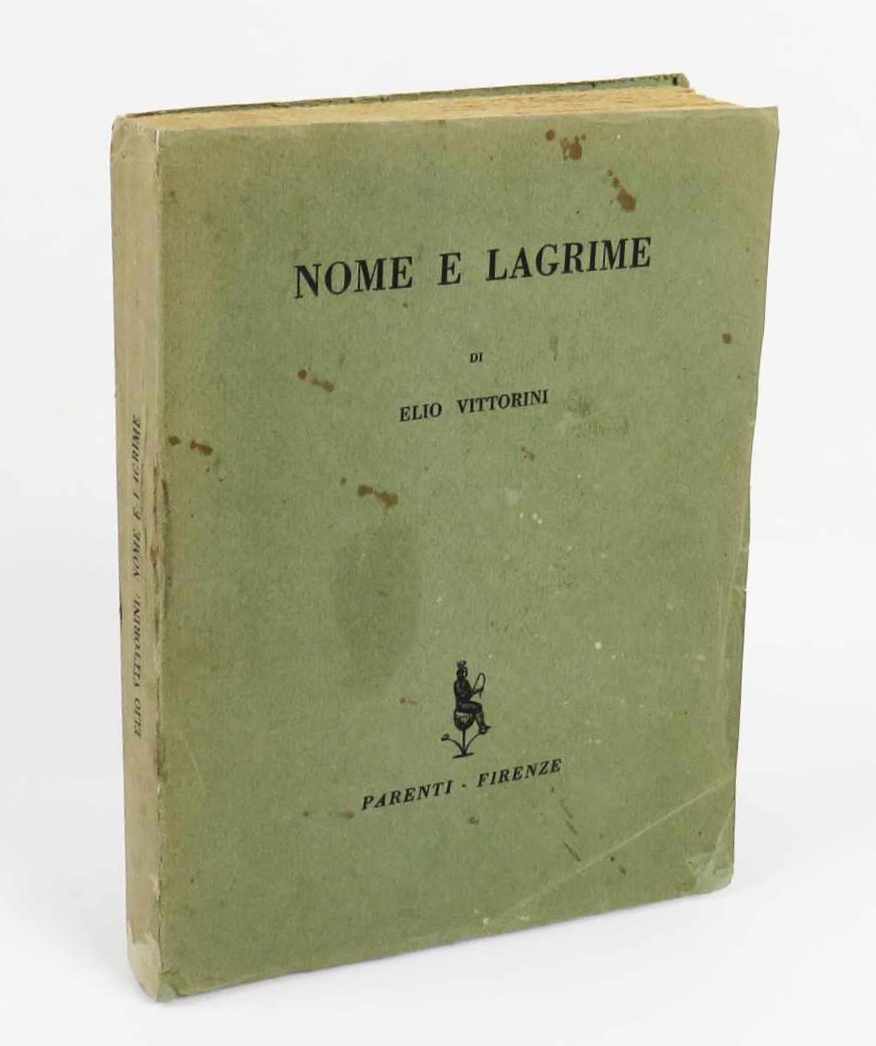 NOME E LAGRIME
DI
ELIO VITTORINI
PARENTI - FIRENZE
ELIO VITTORINI: NOME E LAGRIME